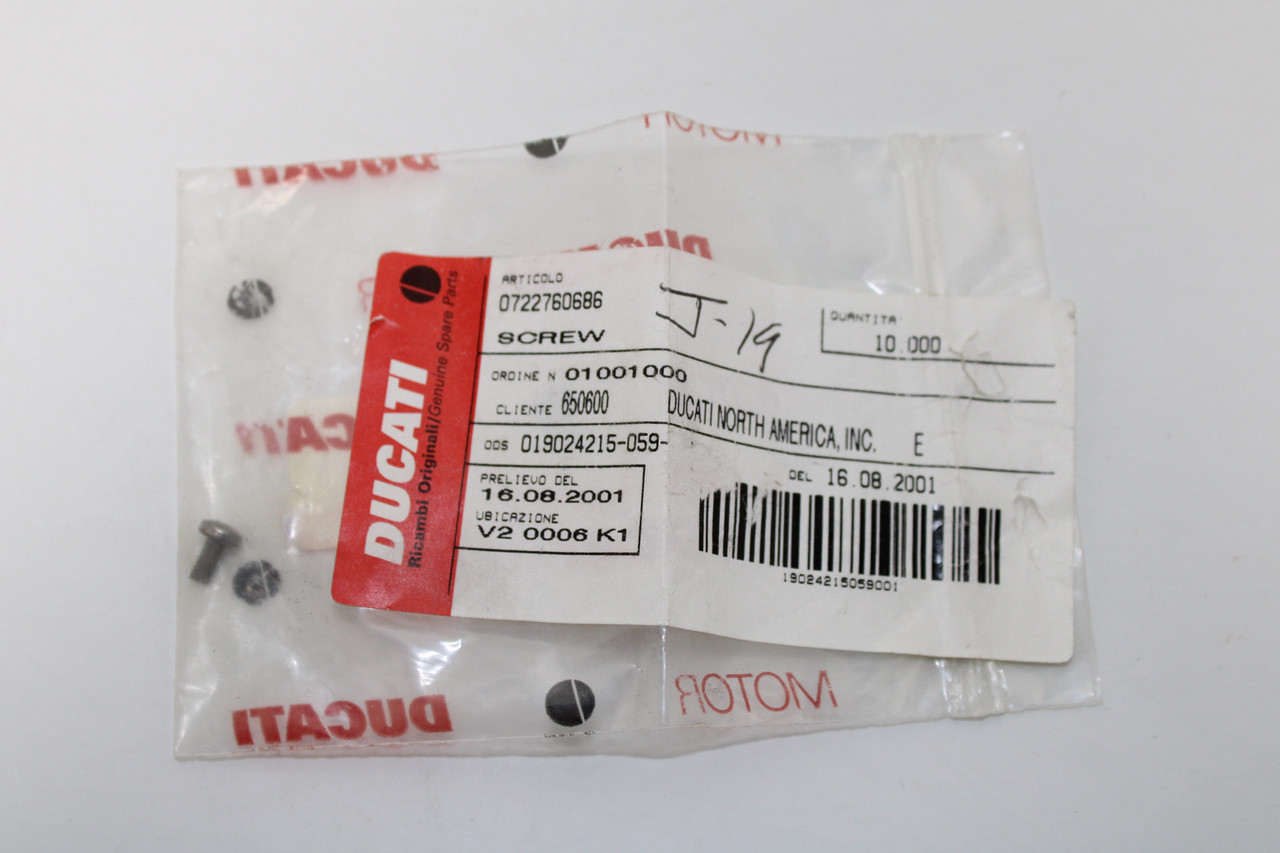 MOTOR
DUCATI
DUCATI
DUCATI
Ricambi Originali/Genuine Spare Parts
ARTICOLO
0722760686
SCREW
J-19
QUANTITA'
10.000
ORDINE N 01001000
CLIENTE 650600 DUCATI NORTH AMERICA, INC. E
ODS 019024215-059-
DEL 16.08.2001
PRELIEVO DEL
16.08.2001
UBICAZIONE
V2 0006 K1
19024215059001
DUCATI
MOTOR